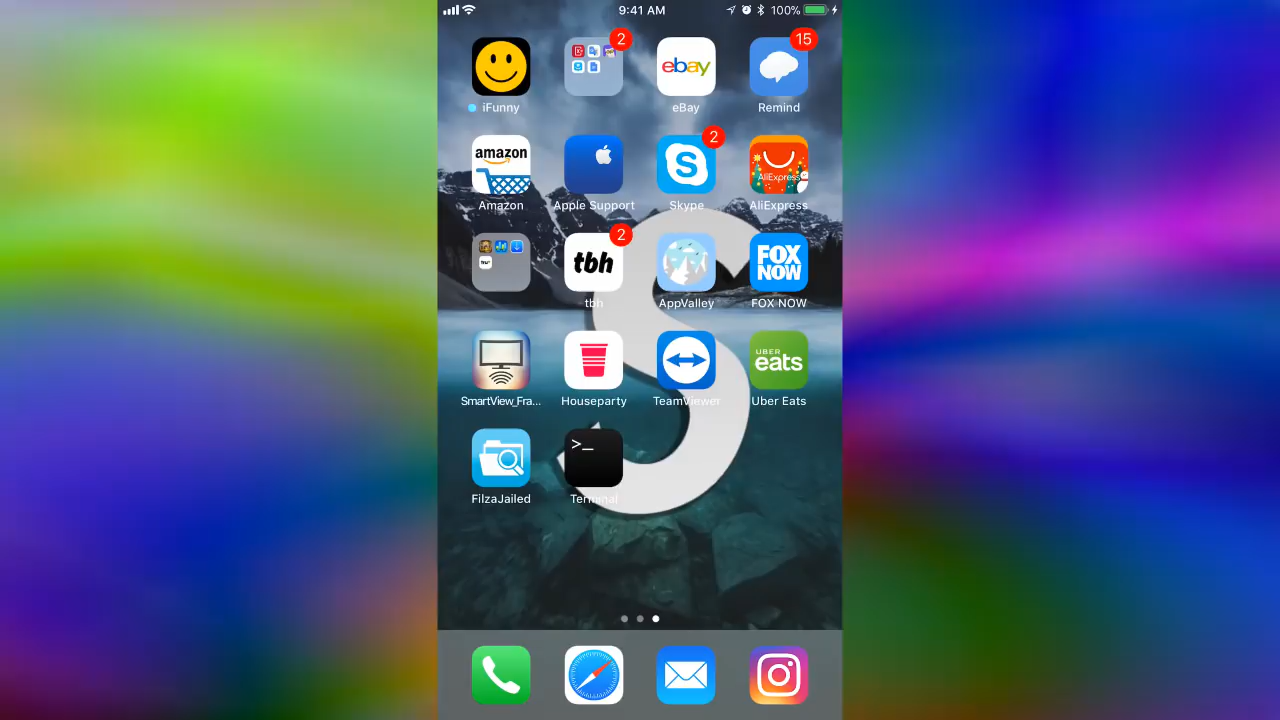 9:41 AM 100%
2 15
ebay
iFunny eBay Remind
2
amazon S AliExpress
Amazon Apple Support Skype AliExpress
2
tbh FOX NOW
tbh AppValley FOX NOW
UBER eats
SmartView_Fra... Houseparty TeamViewer Uber Eats
>_
FilzaJailed Terminal
S